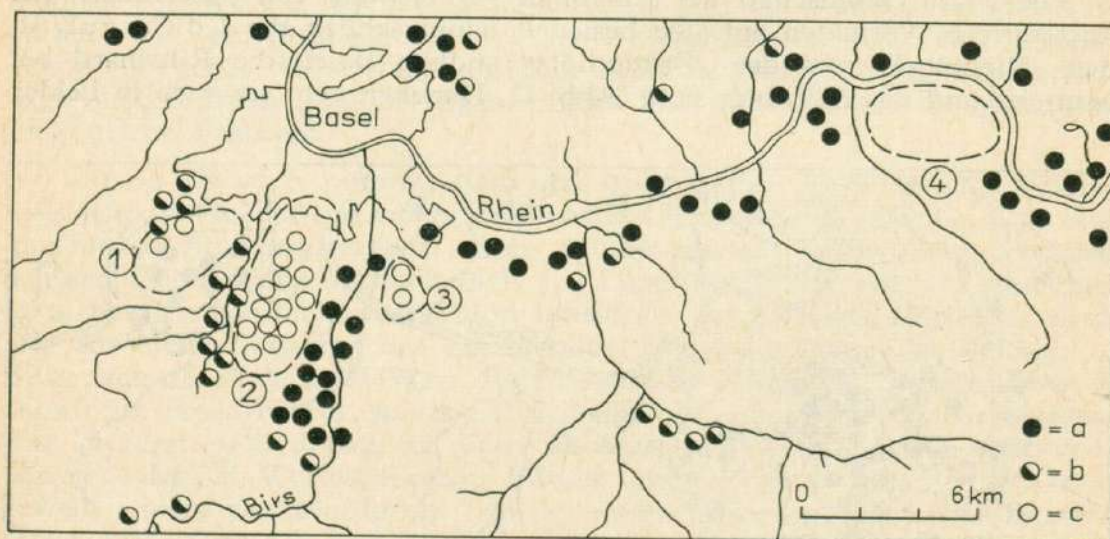 Basel
Rhein
Birs
1
2
3
4
● = a
◒ = b
○ = c
0 6 km